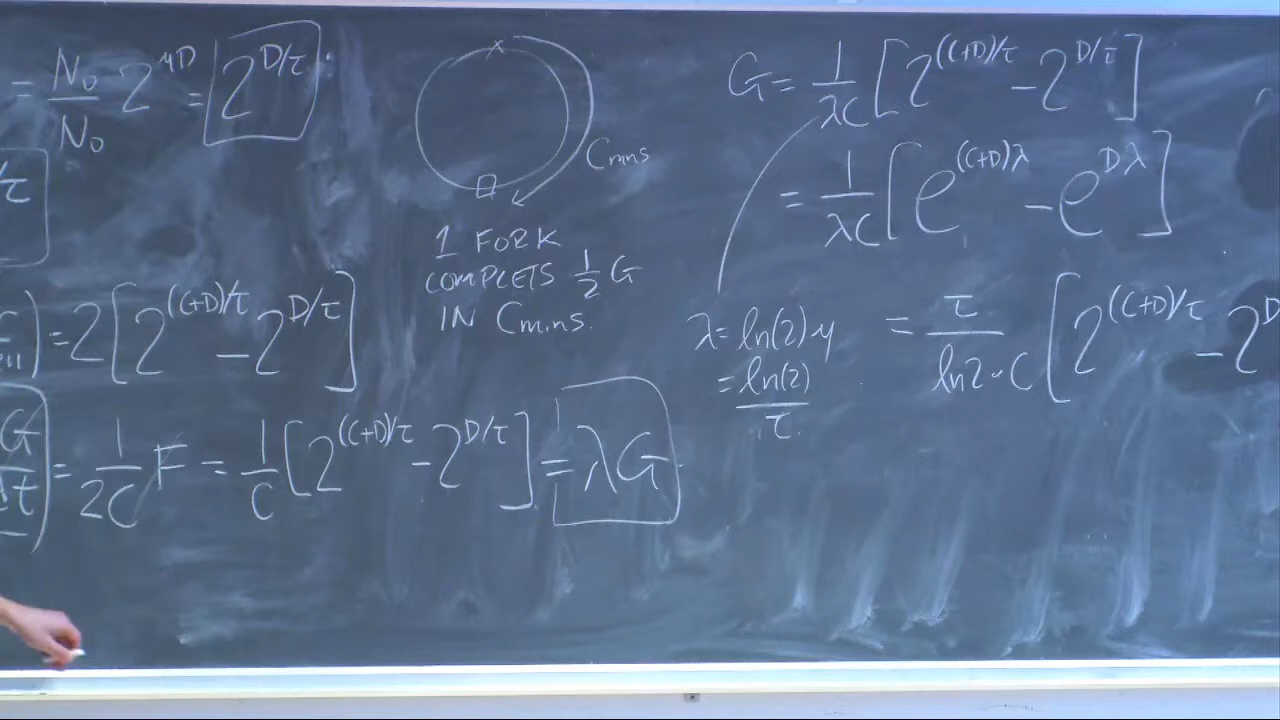 = N₀/N₀ 2^{μD} = 2^{D/τ}.
/τ
) = 2[2^{(C+D)/τ} - 2^{D/τ}]
= 1/2C F = 1/C [2^{(C+D)/τ} - 2^{D/τ}] = λG.
x
C mins
1 FORK
COMPLETS 1/2 G
IN C mins.
G = 1/λC [2^{(C+D)/τ} - 2^{D/τ}]
= 1/λC [e^{(C+D)λ} - e^{Dλ}]
λ = ln(2)·μ
= ln(2)/τ.
= τ/ln2·C [2^{(C+D)/τ} - 2^D